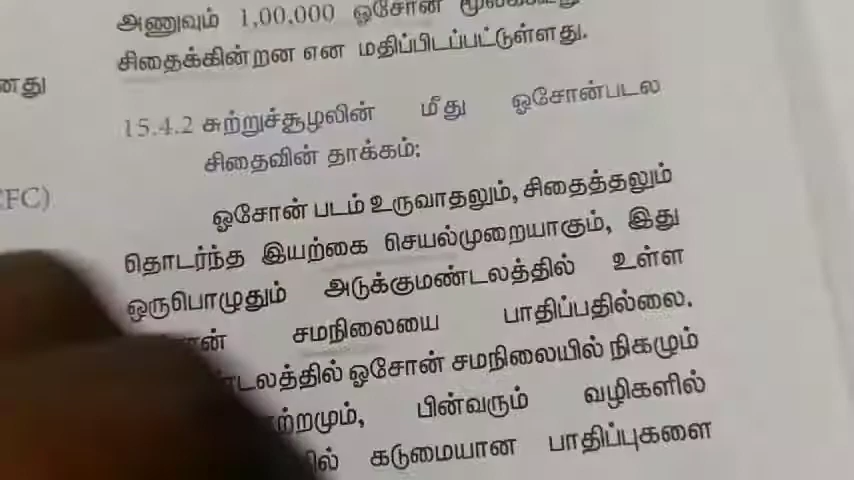 அணுவும் 1,00,000 ஓசோன்
சிதைக்கின்றன என மதிப்பிடப்பட்டுள்ளது.
னது
15.4.2 சுற்றுச்சூழலின் மீது ஓசோன்படல
சிதைவின் தாக்கம்:
FC)
ஓசோன் படம் உருவாதலும், சிதைத்தலும்
தொடர்ந்த இயற்கை செயல்முறையாகும், இது
ஒருபொழுதும் அடுக்குமண்டலத்தில் உள்ள
ன் சமநிலையை பாதிப்பதில்லை.
டலத்தில் ஓசோன் சமநிலையில் நிகழும்
ற்றமும், பின்வரும் வழிகளில்
ல் கடுமையான பாதிப்புகளை